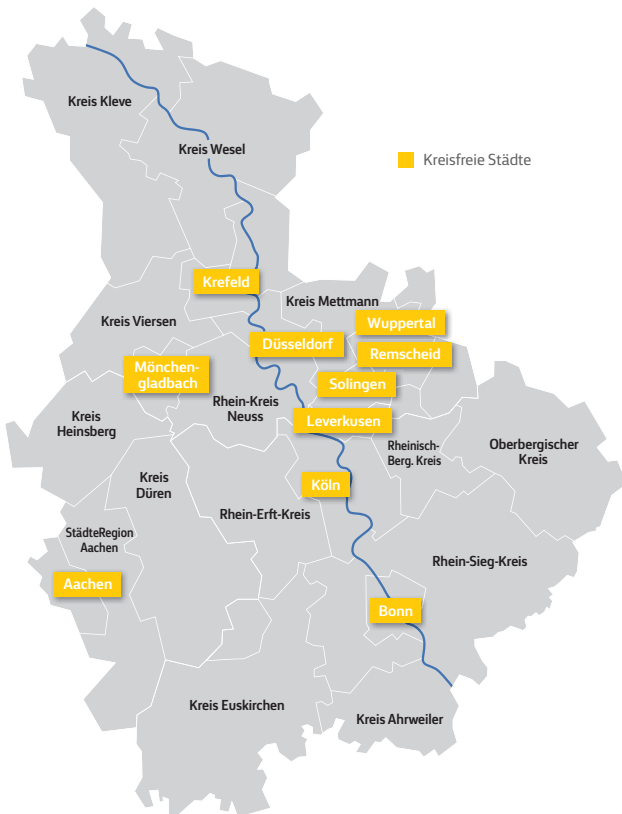 Kreis Kleve
Kreis Wesel
Kreisfreie Städte
Krefeld
Kreis Mettmann
Kreis Viersen
Wuppertal
Düsseldorf
Remscheid
Mönchen-
gladbach
Solingen
Rhein-Kreis
Neuss
Kreis
Heinsberg
Leverkusen
Rheinisch-
Berg. Kreis
Oberbergischer
Kreis
Kreis
Düren
Köln
Rhein-Erft-Kreis
StädteRegion
Aachen
Rhein-Sieg-Kreis
Aachen
Bonn
Kreis Euskirchen
Kreis Ahrweiler